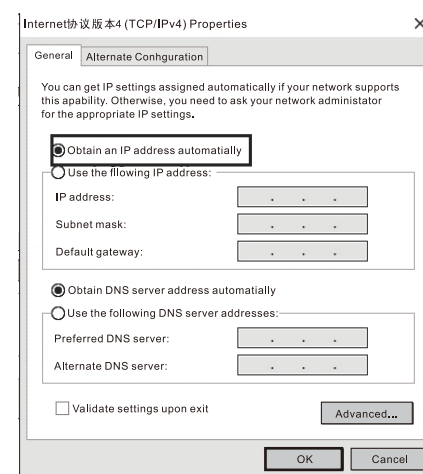 Internet协议版本4 (TCP/IPv4) Properties
General
Alternate Conhguration
You can get IP settings assigned automatically if your network supports
this apability. Otherwise, you need to ask your network administator
for the appropriate IP settings.
Obtain an IP address automatially
Use the fllowing IP address:
IP address:
Subnet mask:
Default gateway:
Obtain DNS server address automatially
Use the following DNS server addresses:
Preferred DNS server:
Alternate DNS server:
Validate settings upon exit
Advanced...
OK
Cancel